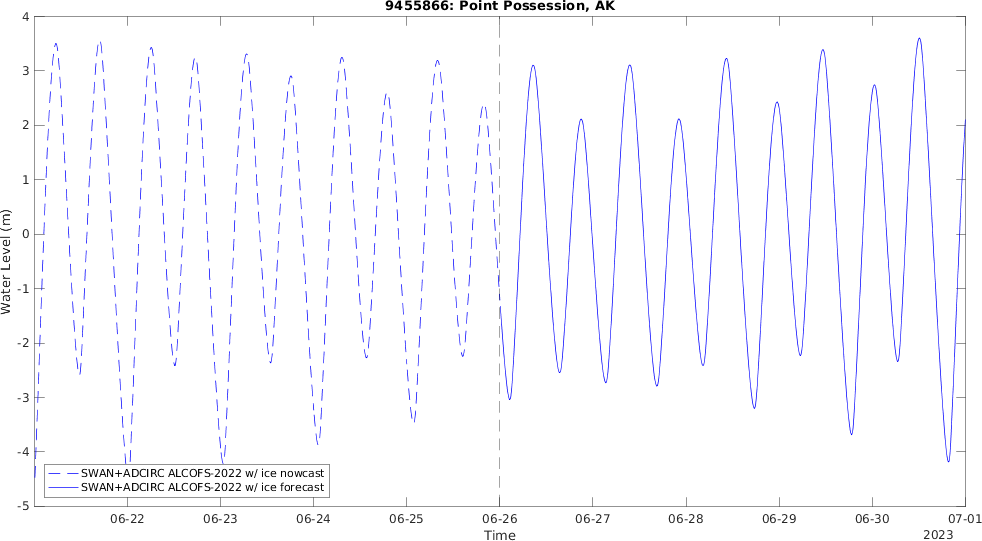 9455866: Point Possession, AK
4
3
2
1
0
-1
-2
-3
-4
-5
Water Level (m)
SWAN+ADCIRC ALCOFS-2022 w/ ice nowcast
SWAN+ADCIRC ALCOFS-2022 w/ ice forecast
06-22 06-23 06-24 06-25 06-26 06-27 06-28 06-29 06-30 07-01
Time
2023